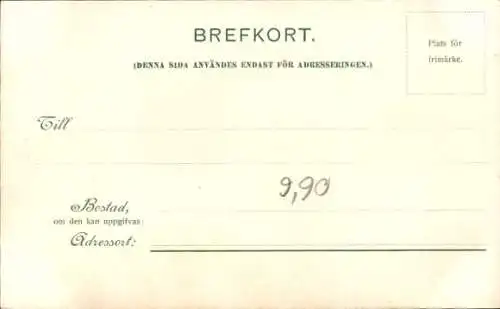 BREFKORT.
(DENNA SIDA ANVÄNDES ENDAST FÖR ADRESSERINGEN.)
Plats för
frimärke.
Till
9,90
Bostad,
om den kan uppgifvas:
Adressort: